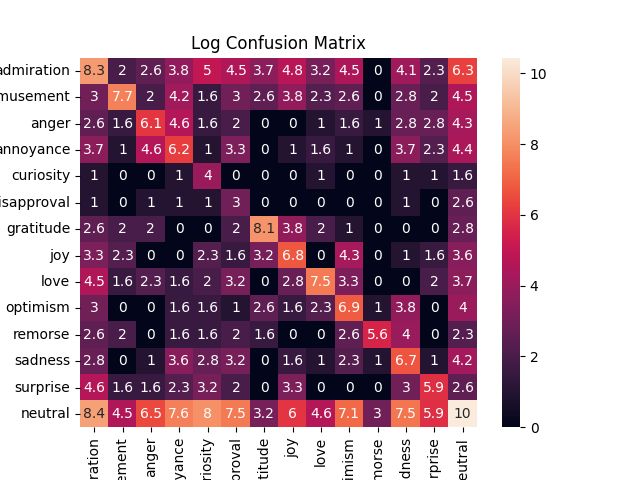 Log Confusion Matrix
admiration 8.3 2 2.6 3.8 5 4.5 3.7 4.8 3.2 4.5 0 4.1 2.3 6.3
musement 3 7.7 2 4.2 1.6 3 2.6 3.8 2.3 2.6 0 2.8 2 4.5
anger 2.6 1.6 6.1 4.6 1.6 2 0 0 1 1.6 1 2.8 2.8 4.3
annoyance 3.7 1 4.6 6.2 1 3.3 0 1 1.6 1 0 3.7 2.3 4.4
curiosity 1 0 0 1 4 0 0 0 1 0 0 1 1 1.6
isapproval 1 0 1 1 1 3 0 0 0 0 0 1 0 2.6
gratitude 2.6 2 2 0 0 2 8.1 3.8 2 1 0 0 0 2.8
joy 3.3 2.3 0 0 2.3 1.6 3.2 6.8 0 4.3 0 1 1.6 3.6
love 4.5 1.6 2.3 1.6 2 3.2 0 2.8 7.5 3.3 0 0 2 3.7
optimism 3 0 0 1.6 1.6 1 2.6 1.6 2.3 6.9 1 3.8 0 4
remorse 2.6 2 0 1.6 1.6 2 1.6 0 0 2.6 5.6 4 0 2.3
sadness 2.8 0 1 3.6 2.8 3.2 0 1.6 1 2.3 1 6.7 1 4.2
surprise 4.6 1.6 1.6 2.3 3.2 2 0 3.3 0 0 0 3 5.9 2.6
neutral 8.4 4.5 6.5 7.6 8 7.5 3.2 6 4.6 7.1 3 7.5 5.9 10
ration
ement
anger
yance
riosity
proval
titude
joy
love
imism
morse
dness
rprise
eutral
10
8
6
4
2
0